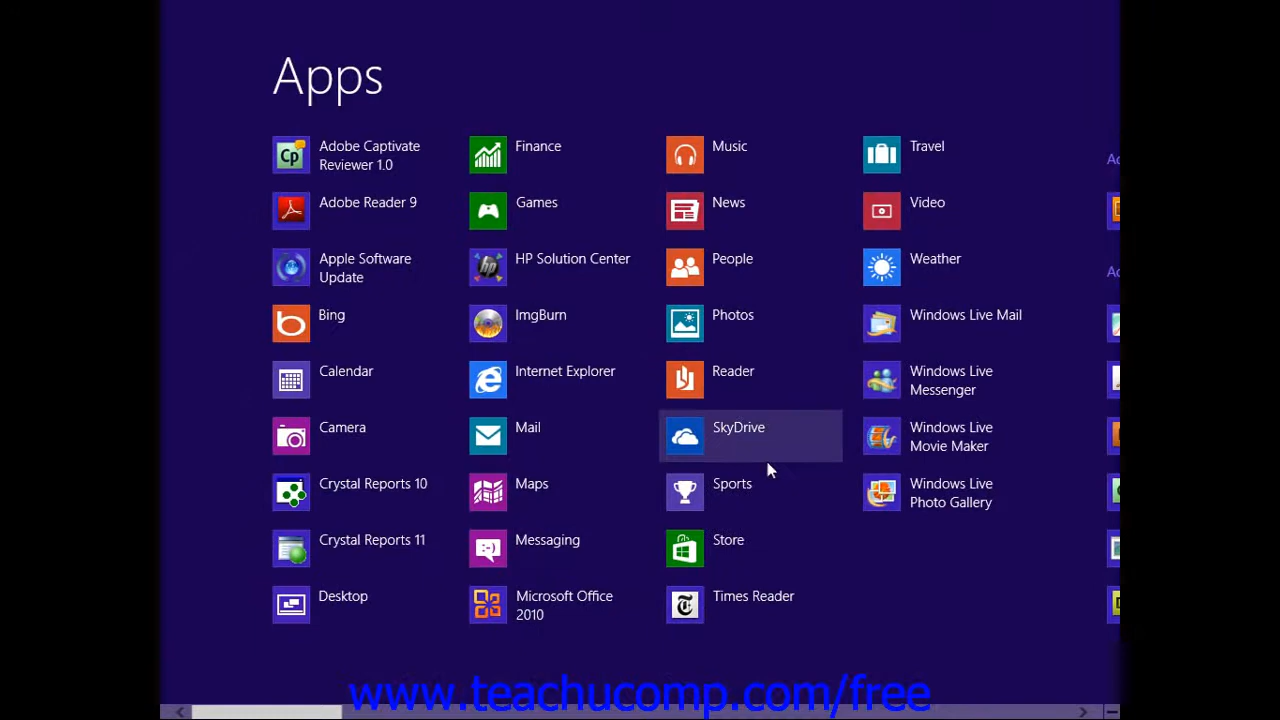 Apps
Adobe Captivate
Reviewer 1.0
Adobe Reader 9
Apple Software
Update
Bing
Calendar
Camera
Crystal Reports 10
Crystal Reports 11
Desktop
Finance
Games
HP Solution Center
ImgBurn
Internet Explorer
Mail
Maps
Messaging
Microsoft Office
2010
Music
News
People
Photos
Reader
SkyDrive
Sports
Store
Times Reader
Travel
Video
Weather
Windows Live Mail
Windows Live
Messenger
Windows Live
Movie Maker
Windows Live
Photo Gallery
www.teachucomp.com/free